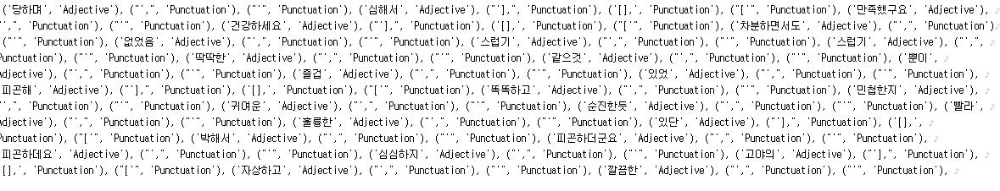 ('당하며', 'Adjective'), ("',", 'Punctuation'), ("'", 'Punctuation'), ('심해서', 'Adjective'), ("'],", 'Punctuation'), ('[],', 'Punctuation'), ("['", 'Punctuation'), ('만족했구요', 'Adjective'),
"',", 'Punctuation'), ("'", 'Punctuation'), ('건강하세요', 'Adjective'), ("'],", 'Punctuation'), ('[],', 'Punctuation'), ("['", 'Punctuation'), ('차분하면서도', 'Adjective'), ("',", 'Punctuation')
("'", 'Punctuation'), ('없었음', 'Adjective'), ("',", 'Punctuation'), ("'", 'Punctuation'), ('스럽기', 'Adjective'), ("',", 'Punctuation'), ("'", 'Punctuation'), ('스럽기', 'Adjective'), ("',",
Punctuation'), ("'", 'Punctuation'), ('딱딱한', 'Adjective'), ("',", 'Punctuation'), ("'", 'Punctuation'), ('같으것', 'Adjective'), ("',", 'Punctuation'), ("'", 'Punctuation'), ('뿐이',
Adjective'), ("',", 'Punctuation'), ("'", 'Punctuation'), ('즐겁', 'Adjective'), ("',", 'Punctuation'), ("'", 'Punctuation'), ('있었', 'Adjective'), ("',", 'Punctuation'), ("'", 'Punctuation'),
피곤해', 'Adjective'), ("'],", 'Punctuation'), ('[],', 'Punctuation'), ("['", 'Punctuation'), ('똑똑하고', 'Adjective'), ("',", 'Punctuation'), ("'", 'Punctuation'), ('민첩한지', 'Adjective'),
"',", 'Punctuation'), ("'", 'Punctuation'), ('귀여운', 'Adjective'), ("',", 'Punctuation'), ("'", 'Punctuation'), ('순진한듯', 'Adjective'), ("',", 'Punctuation'), ("'", 'Punctuation'), ('빨라',
Adjective'), ("',", 'Punctuation'), ("'", 'Punctuation'), ('훌륭한', 'Adjective'), ("',", 'Punctuation'), ("'", 'Punctuation'), ('있단', 'Adjective'), ("'],", 'Punctuation'), ('[],',
Punctuation'), ("['", 'Punctuation'), ('박해서', 'Adjective'), ("',", 'Punctuation'), ("'", 'Punctuation'), ('피곤하더군요', 'Adjective'), ("',", 'Punctuation'), ("'", 'Punctuation'),
피곤하데요', 'Adjective'), ("',", 'Punctuation'), ("'", 'Punctuation'), ('심심하지', 'Adjective'), ("',", 'Punctuation'), ("'", 'Punctuation'), ('고야의', 'Adjective'), ("'],", 'Punctuation'),
[],', 'Punctuation'), ("['", 'Punctuation'), ('자상하고', 'Adjective'), ("',", 'Punctuation'), ("'", 'Punctuation'), ('깔끔한', 'Adjective'), ("',", 'Punctuation'), ("'", 'Punctuation'),